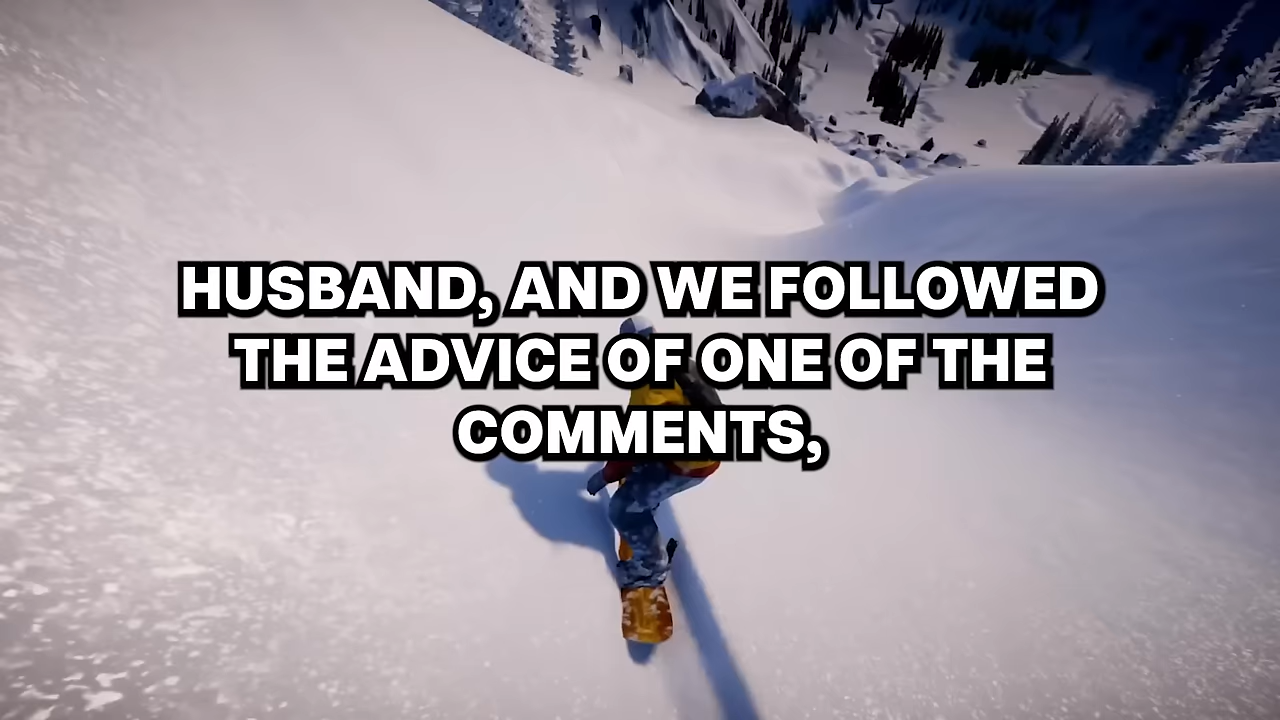 HUSBAND, AND WE FOLLOWED
THE ADVICE OF ONE OF THE
COMMENTS,